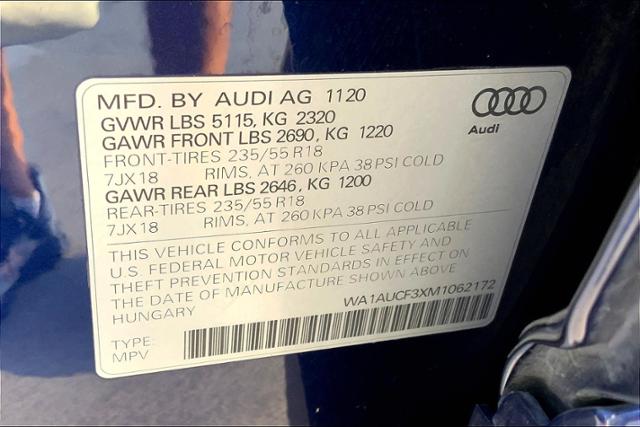 MFD. BY AUDI AG 1120
GVWR LBS 5115, KG 2320
GAWR FRONT LBS 2690, KG 1220
FRONT-TIRES 235/55 R18
7JX18 RIMS, AT 260 KPA 38 PSI COLD
GAWR REAR LBS 2646, KG 1200
REAR-TIRES 235/55 R18
7JX18 RIMS, AT 260 KPA 38 PSI COLD
Audi
THIS VEHICLE CONFORMS TO ALL APPLICABLE
U.S. FEDERAL MOTOR VEHICLE SAFETY AND
THEFT PREVENTION STANDARDS IN EFFECT ON
THE DATE OF MANUFACTURE SHOWN ABOVE
HUNGARY
WA1AUCF3XM1062172
TYPE:
MPV